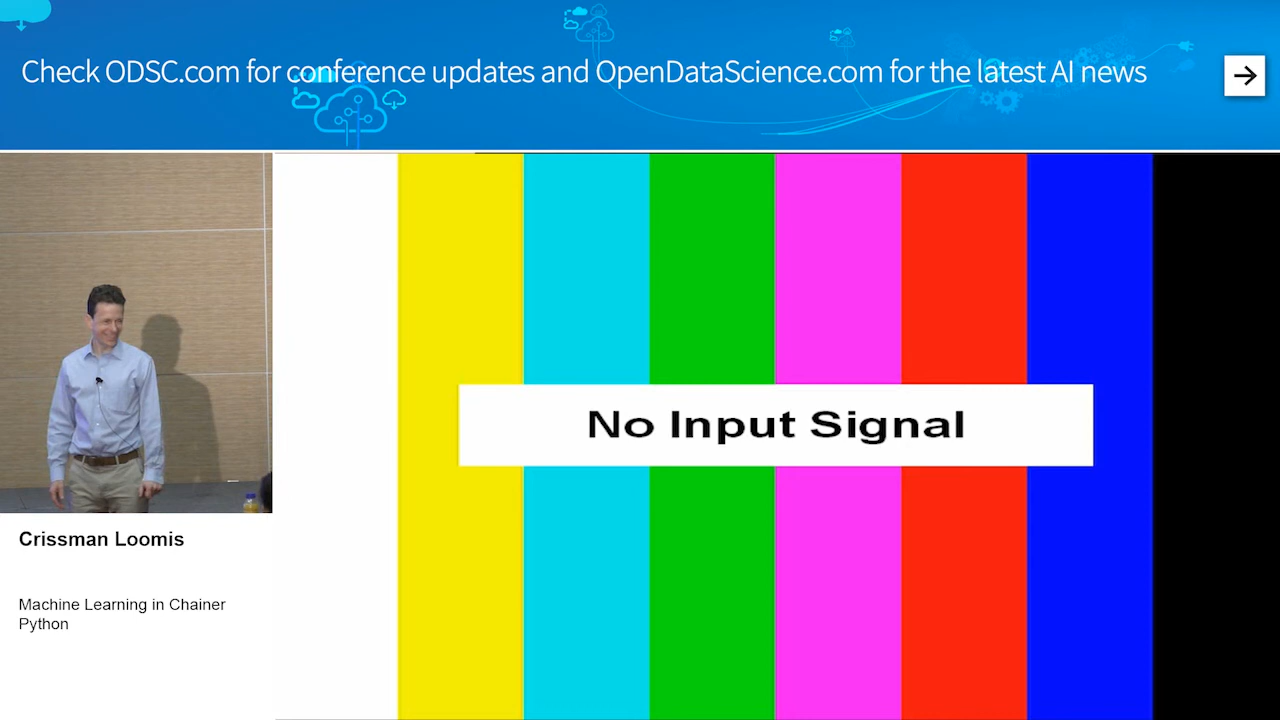 Check ODSC.com for conference updates and OpenDataScience.com for the latest AI news
No Input Signal
Crissman Loomis
Machine Learning in Chainer
Python